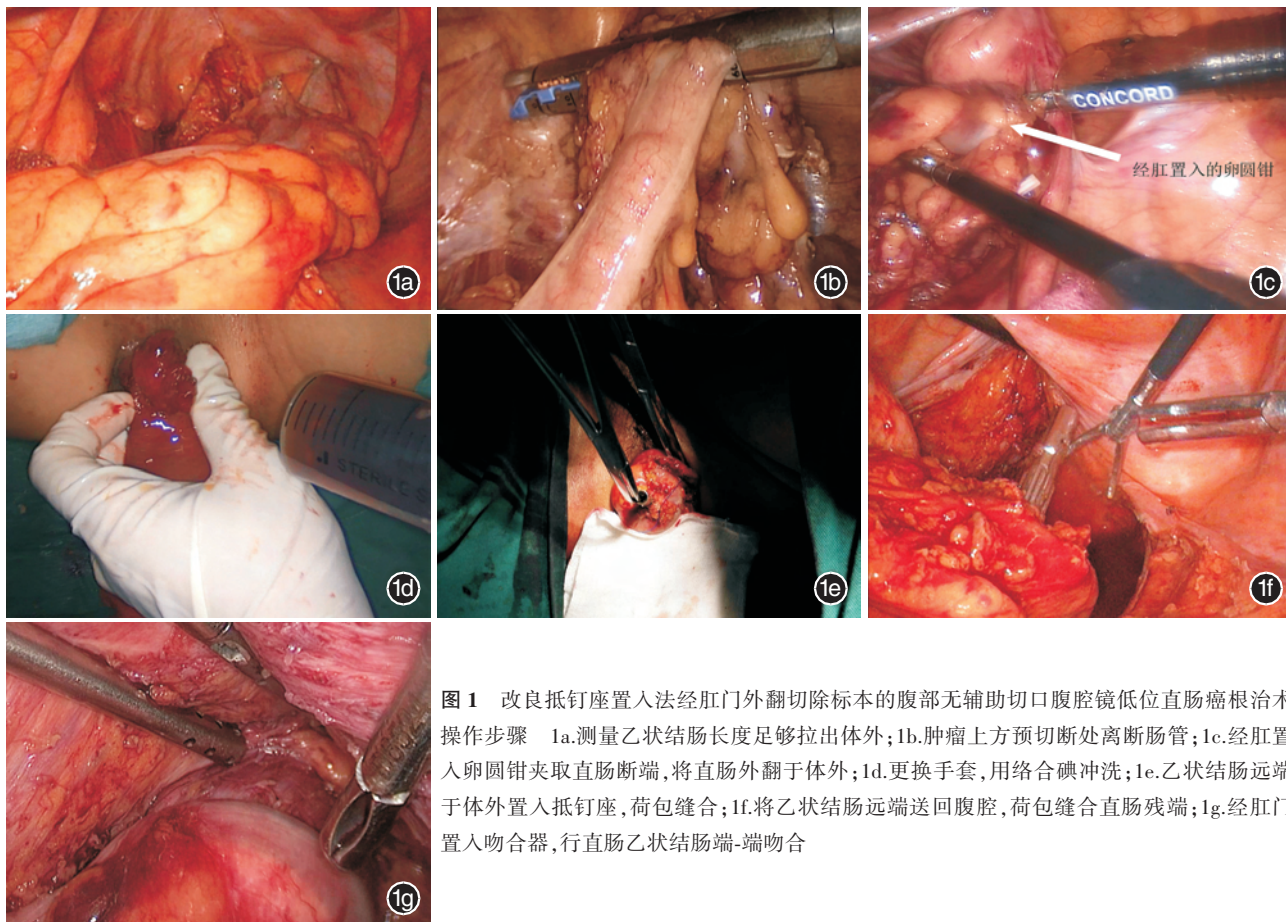 1a
1b
CONCORD
经肛置入的卵圆钳
1c
STERILE
1d
1e
1f
1g
图1 改良抵钉座置入法经肛门外翻切除标本的腹部无辅助切口腹腔镜低位直肠癌根治术
操作步骤 1a.测量乙状结肠长度足够拉出体外;1b.肿瘤上方预切断处离断肠管;1c.经肛置
入卵圆钳夹取直肠断端,将直肠外翻于体外;1d.更换手套,用络合碘冲洗;1e.乙状结肠远端
于体外置入抵钉座,荷包缝合;1f.将乙状结肠远端送回腹腔,荷包缝合直肠残端;1g.经肛门
置入吻合器,行直肠乙状结肠端-端吻合